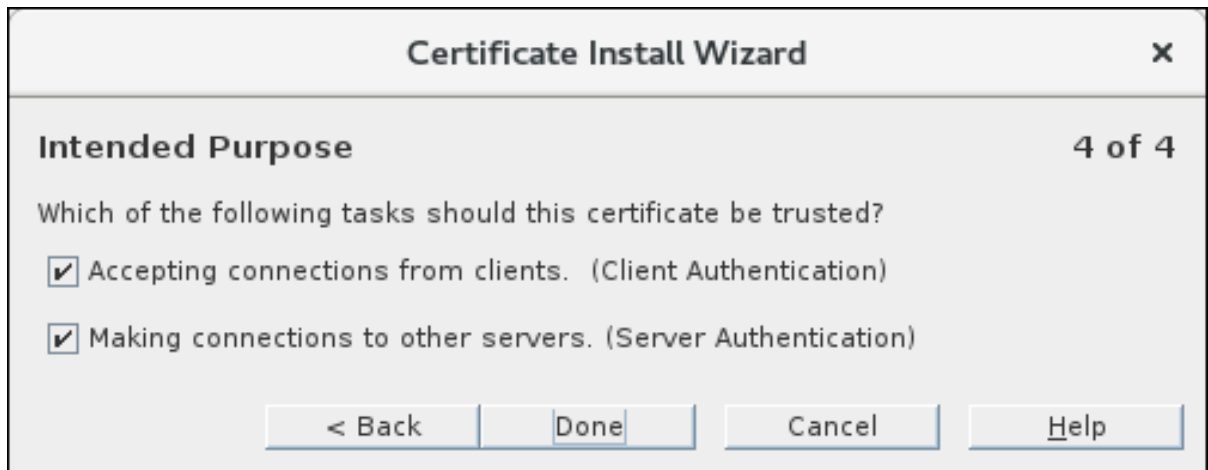 Certificate Install Wizard
Intended Purpose 4 of 4
Which of the following tasks should this certificate be trusted?
Accepting connections from clients. (Client Authentication)
Making connections to other servers. (Server Authentication)
< Back Done Cancel Help